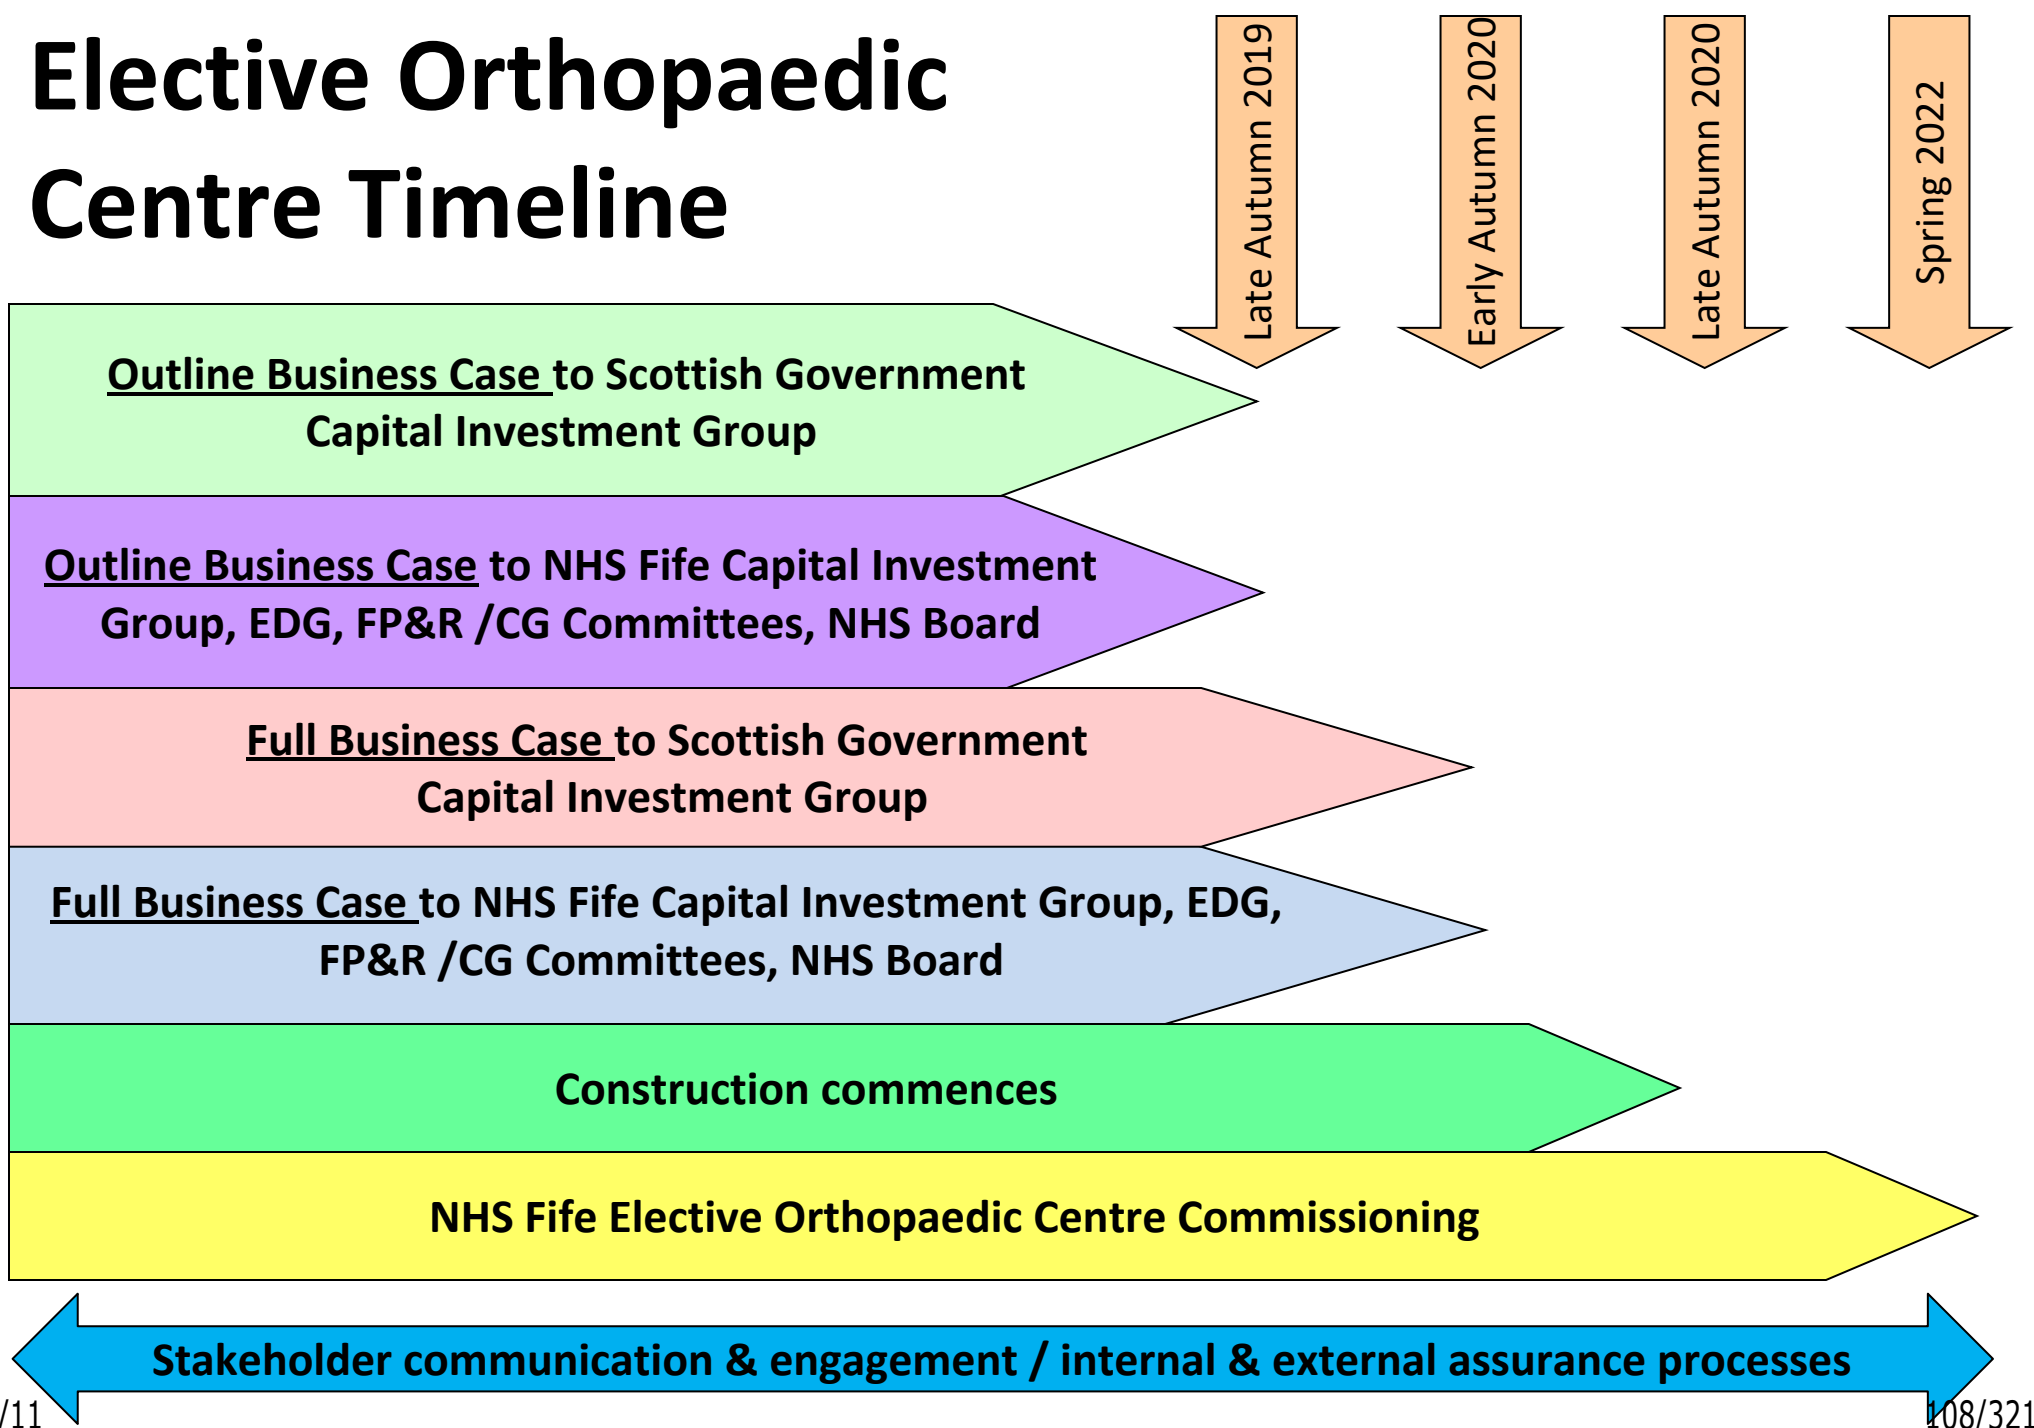 Elective Orthopaedic
Centre Timeline
Late Autumn 2019
Early Autumn 2020
Late Autumn 2020
Spring 2022
Outline Business Case to Scottish Government
Capital Investment Group
Outline Business Case to NHS Fife Capital Investment
Group, EDG, FP&R /CG Committees, NHS Board
Full Business Case to Scottish Government
Capital Investment Group
Full Business Case to NHS Fife Capital Investment Group, EDG,
FP&R /CG Committees, NHS Board
Construction commences
NHS Fife Elective Orthopaedic Centre Commissioning
Stakeholder communication & engagement / internal & external assurance processes
/11
108/321